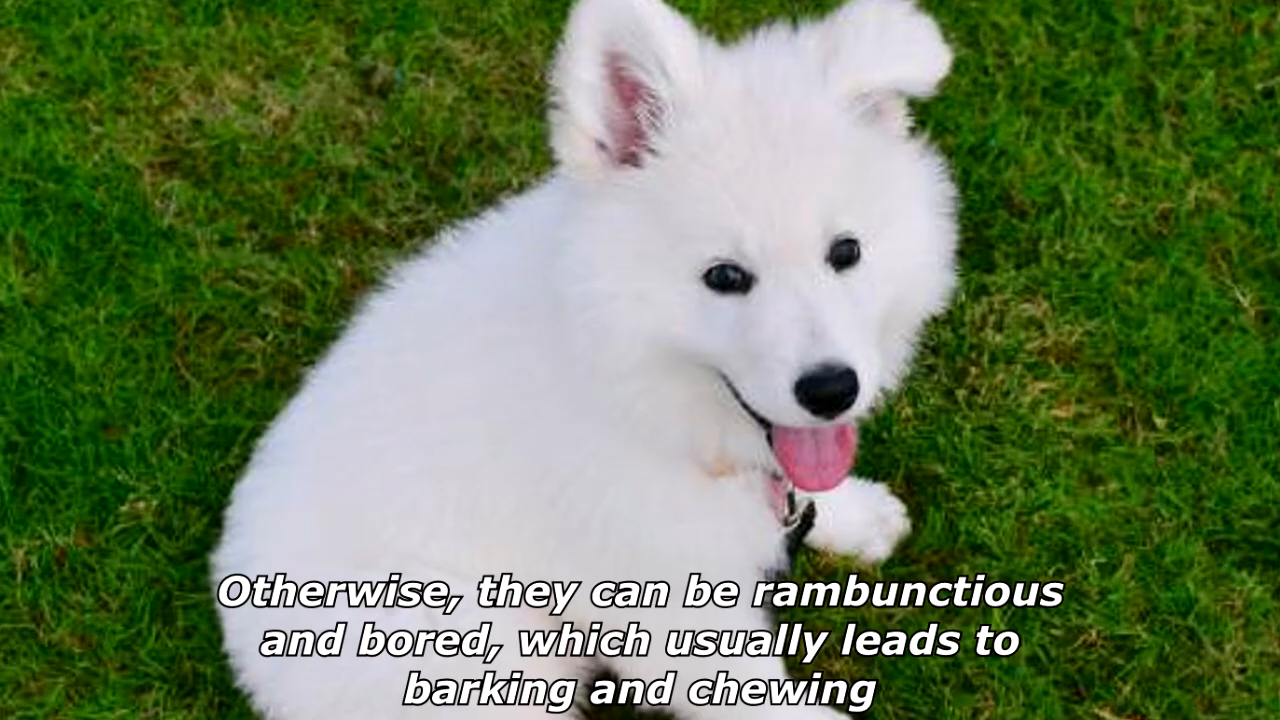 Otherwise, they can be rambunctious
and bored, which usually leads to
barking and chewing